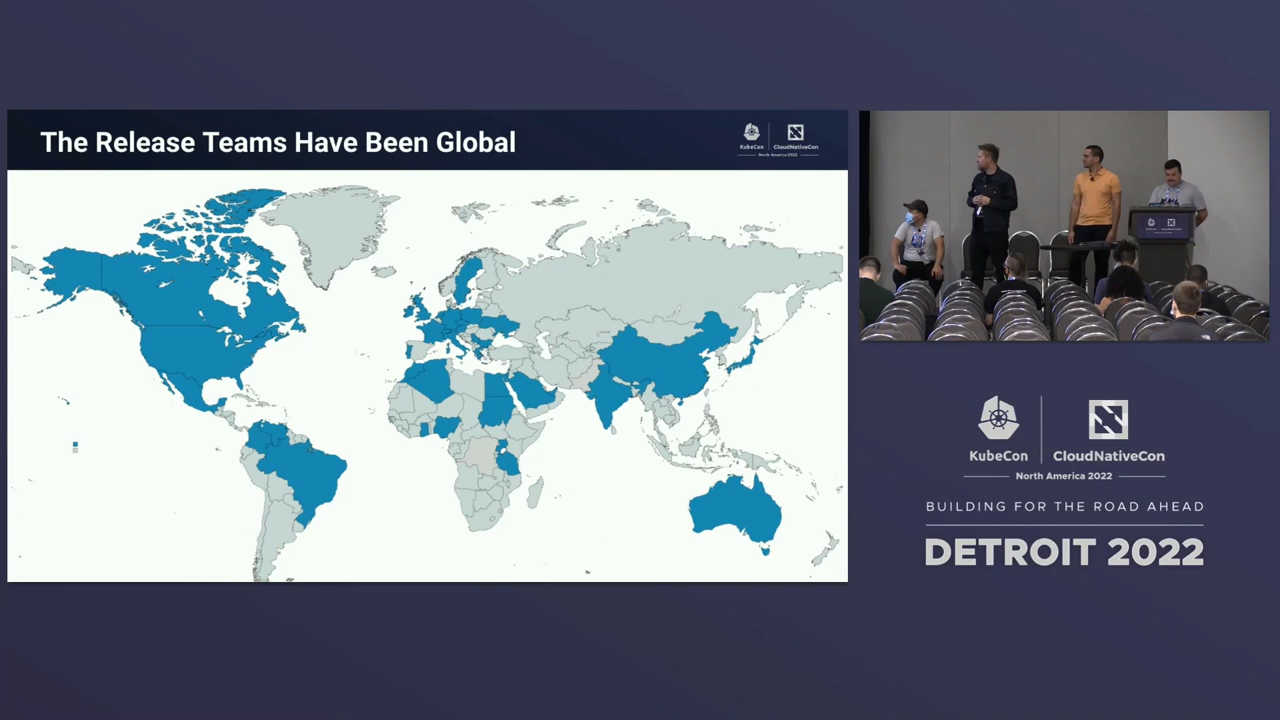 The Release Teams Have Been Global
KubeCon
CloudNativeCon
North America 2022
KubeCon
CloudNativeCon
North America 2022
BUILDING FOR THE ROAD AHEAD
DETROIT 2022